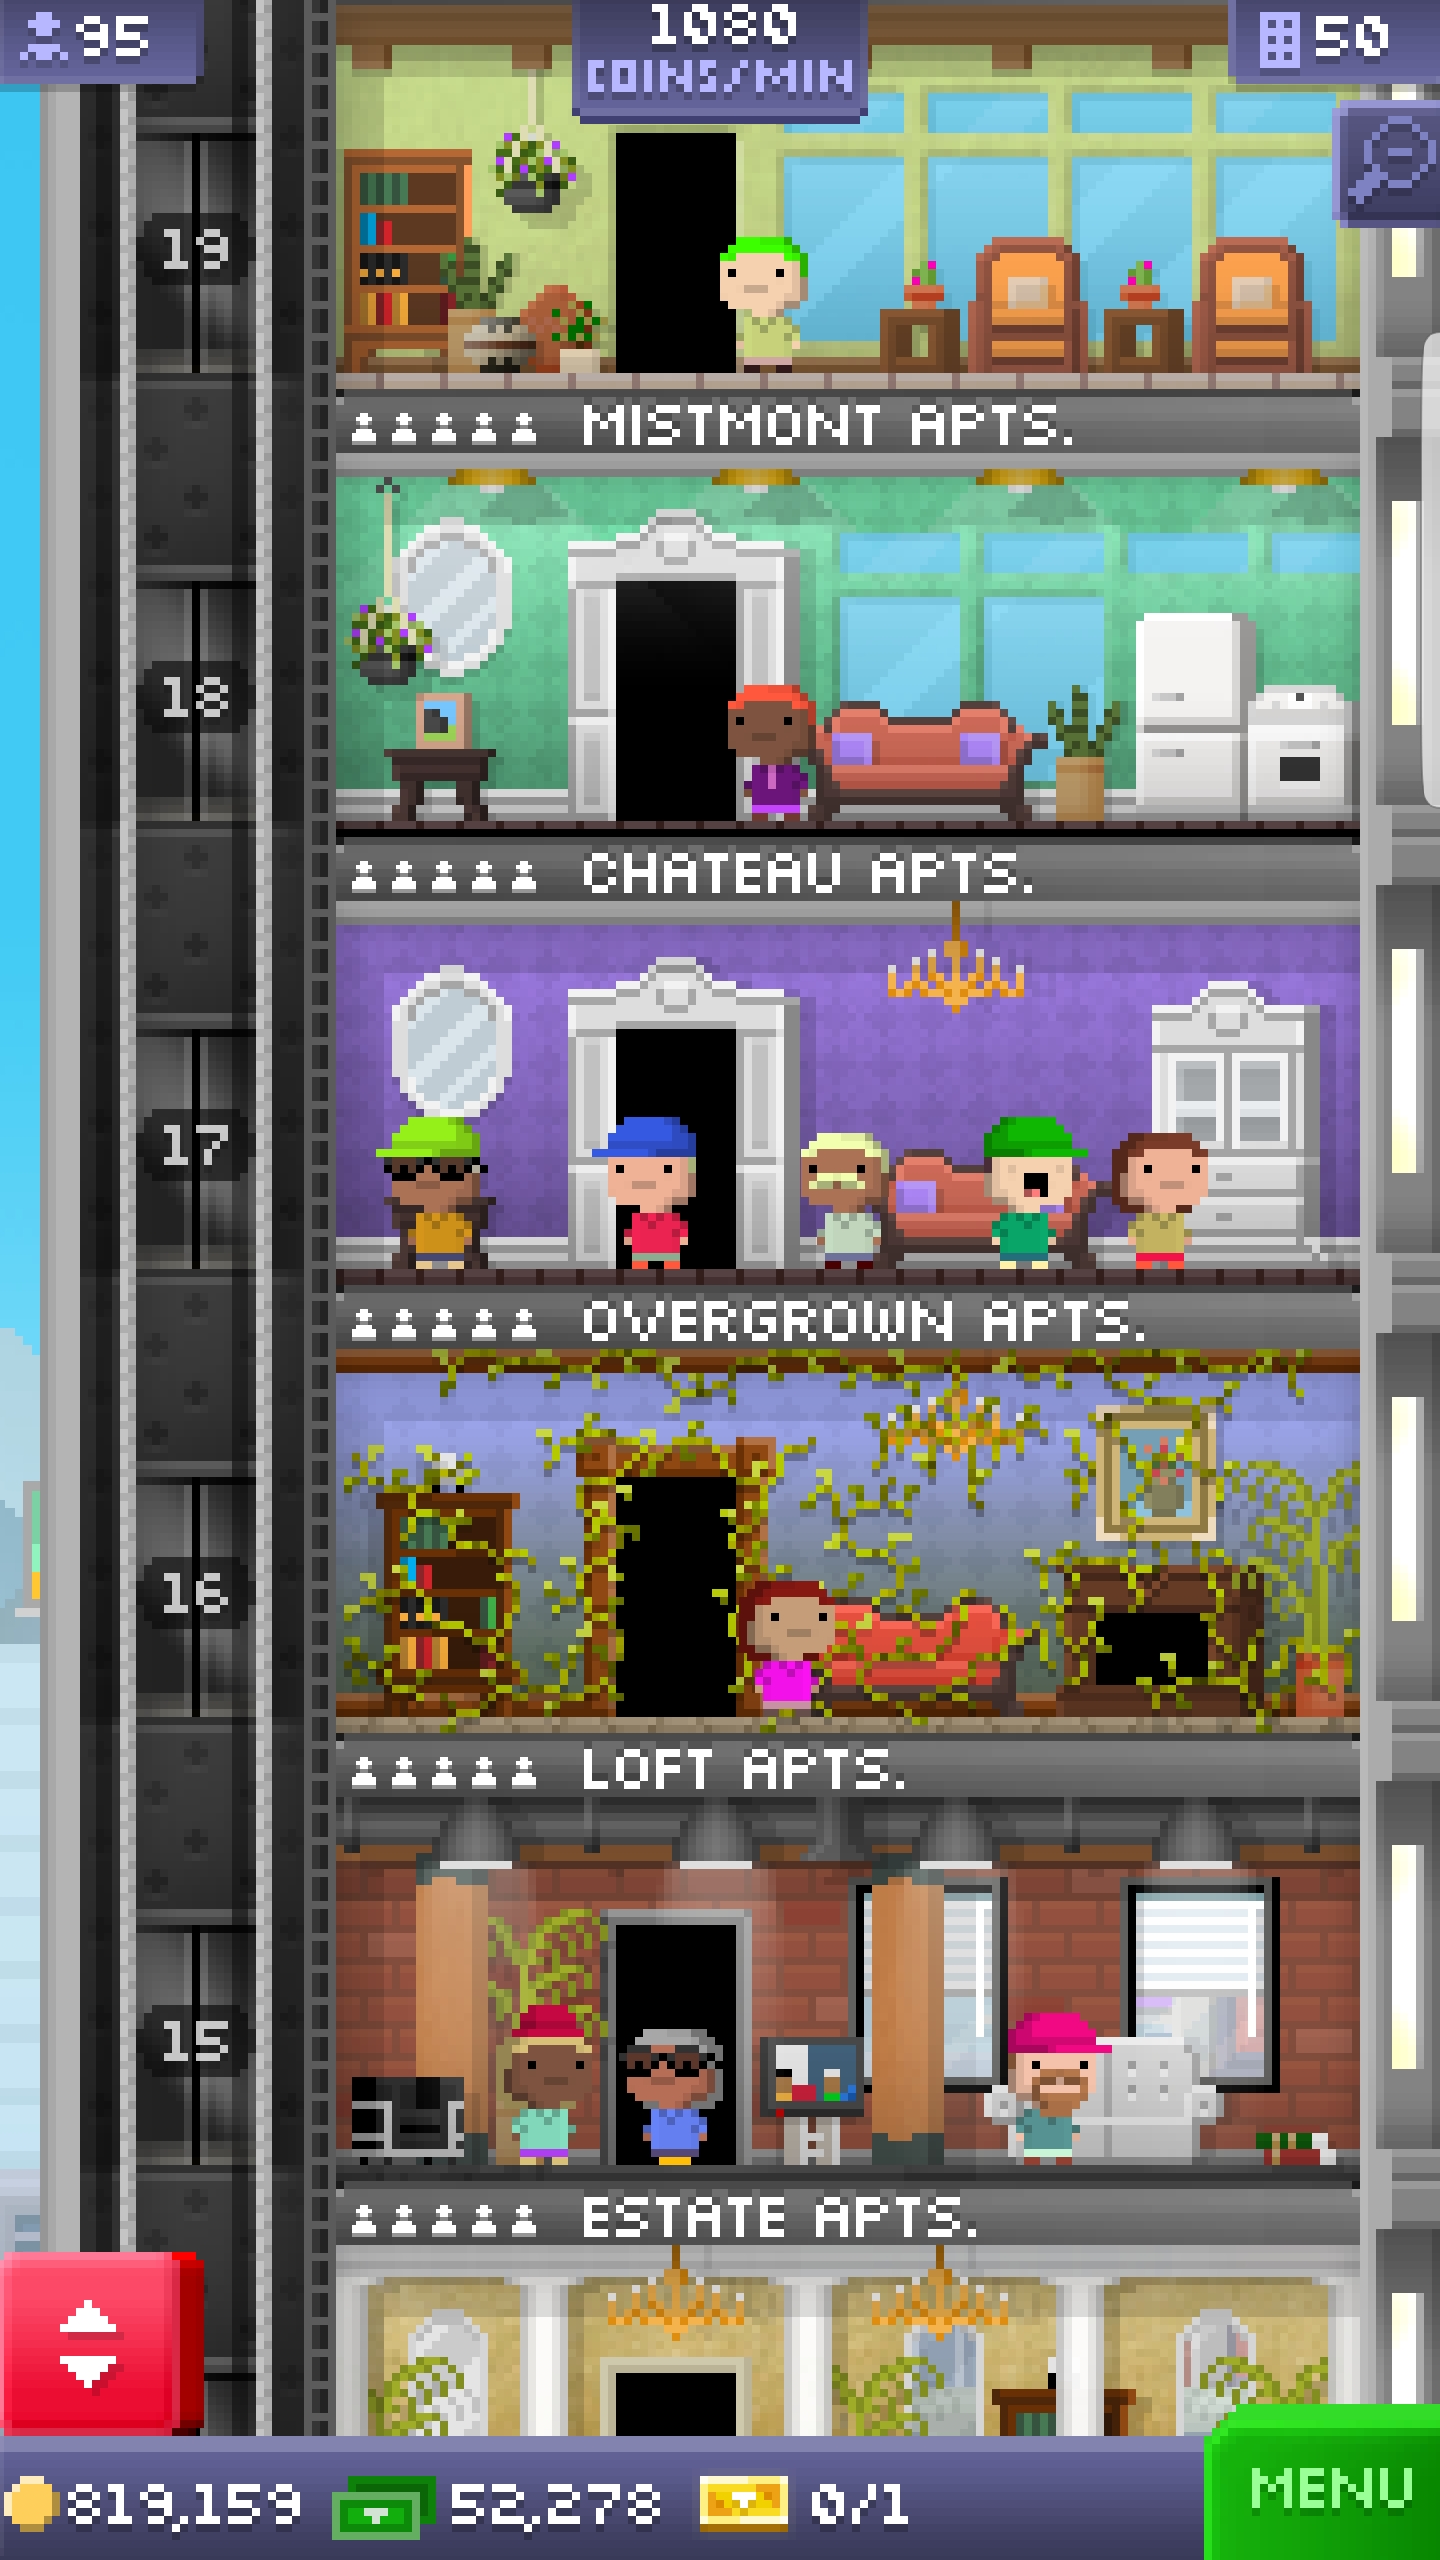 95
1080
COINS/MIN
50
19
MISTMONT APTS.
18
CHATEAU APTS.
17
OVERGROWN APTS.
16
LOFT APTS.
15
ESTATE APTS.
819,159
52,278
0/1
MENU